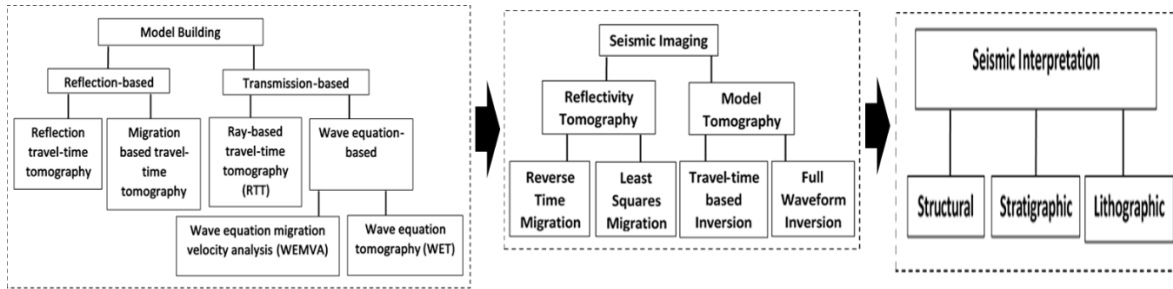 Model Building
Reflection-based
Transmission-based
Reflection
travel-time
tomography
Migration
based travel-
time
tomography
Ray-based
travel-time
tomography
(RTT)
Wave equation-
based
Wave equation migration
velocity analysis (WEMVA)
Wave equation
tomography (WET)
Seismic Imaging
Reflectivity
Tomography
Model
Tomography
Reverse
Time
Migration
Least
Squares
Migration
Travel-time
based
Inversion
Full
Waveform
Inversion
Seismic Interpretation
Structural
Stratigraphic
Lithographic